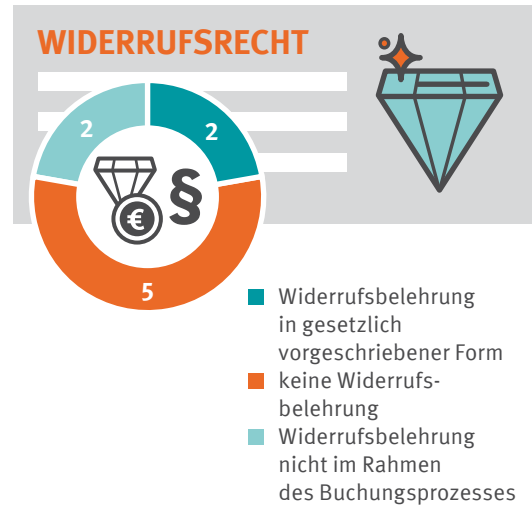 WIDERRUFSRECHT
2
2
€
§
5
Widerrufsbelehrung
in gesetzlich
vorgeschriebener Form
keine Widerrufs-
belehrung
Widerrufsbelehrung
nicht im Rahmen
des Buchungsprozesses